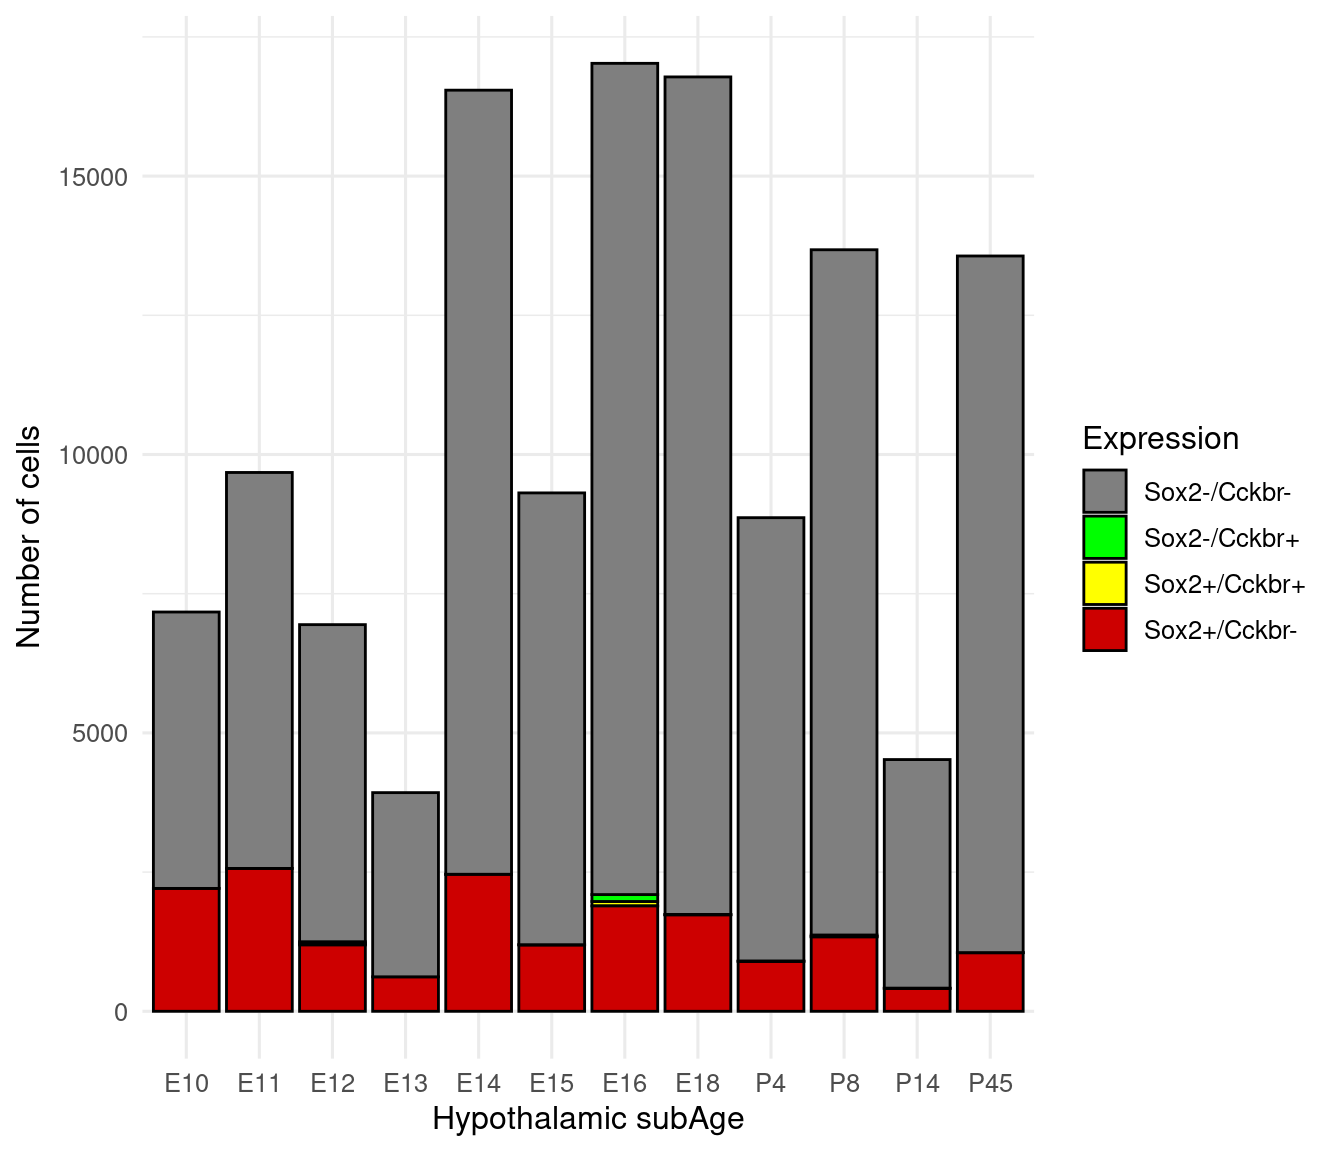 15000
10000
5000
0
Number of cells
E10 E11 E12 E13 E14 E15 E16 E18 P4 P8 P14 P45
Hypothalamic subAge
Expression
Sox2-/Cckbr-
Sox2-/Cckbr+
Sox2+/Cckbr+
Sox2+/Cckbr-